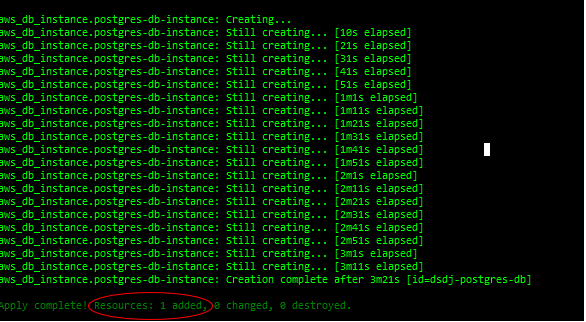 aws_db_instance.postgres-db-instance: Creating...
aws_db_instance.postgres-db-instance: Still creating... [10s elapsed]
aws_db_instance.postgres-db-instance: Still creating... [21s elapsed]
aws_db_instance.postgres-db-instance: Still creating... [31s elapsed]
aws_db_instance.postgres-db-instance: Still creating... [41s elapsed]
aws_db_instance.postgres-db-instance: Still creating... [51s elapsed]
aws_db_instance.postgres-db-instance: Still creating... [1m1s elapsed]
aws_db_instance.postgres-db-instance: Still creating... [1m11s elapsed]
aws_db_instance.postgres-db-instance: Still creating... [1m21s elapsed]
aws_db_instance.postgres-db-instance: Still creating... [1m31s elapsed]
aws_db_instance.postgres-db-instance: Still creating... [1m41s elapsed]
aws_db_instance.postgres-db-instance: Still creating... [1m51s elapsed]
aws_db_instance.postgres-db-instance: Still creating... [2m1s elapsed]
aws_db_instance.postgres-db-instance: Still creating... [2m11s elapsed]
aws_db_instance.postgres-db-instance: Still creating... [2m21s elapsed]
aws_db_instance.postgres-db-instance: Still creating... [2m31s elapsed]
aws_db_instance.postgres-db-instance: Still creating... [2m41s elapsed]
aws_db_instance.postgres-db-instance: Still creating... [2m51s elapsed]
aws_db_instance.postgres-db-instance: Still creating... [3m1s elapsed]
aws_db_instance.postgres-db-instance: Still creating... [3m11s elapsed]
aws_db_instance.postgres-db-instance: Creation complete after 3m21s [id=dsdj-postgres-db]
Apply complete! Resources: 1 added, 0 changed, 0 destroyed.